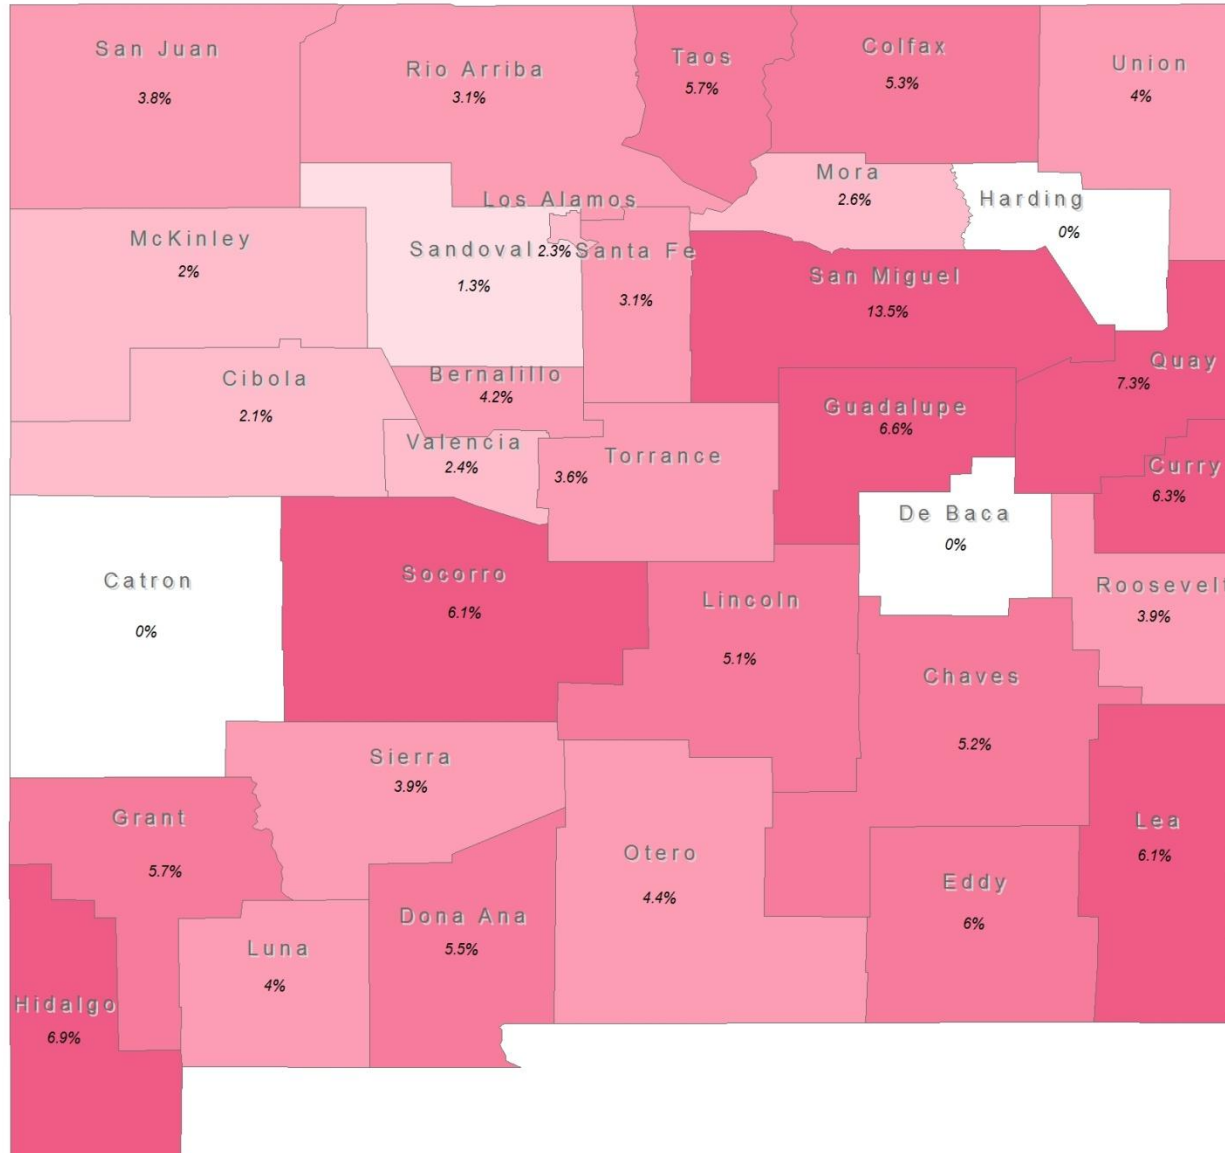 San Juan
3.8%
Rio Arriba
3.1%
Taos
5.7%
Colfax
5.3%
Union
4%
Mora
2.6%
Harding
0%
Los Alamos
2.3%
McKinley
2%
Sandoval
1.3%
Santa Fe
3.1%
San Miguel
13.5%
Quay
7.3%
Cibola
2.1%
Bernalillo
4.2%
Guadalupe
6.6%
Valencia
2.4%
Torrance
3.6%
Curry
6.3%
De Baca
0%
Catron
0%
Socorro
6.1%
Lincoln
5.1%
Roosevelt
3.9%
Chaves
5.2%
Sierra
3.9%
Grant
5.7%
Otero
4.4%
Lea
6.1%
Eddy
6%
Dona Ana
5.5%
Luna
4%
Hidalgo
6.9%